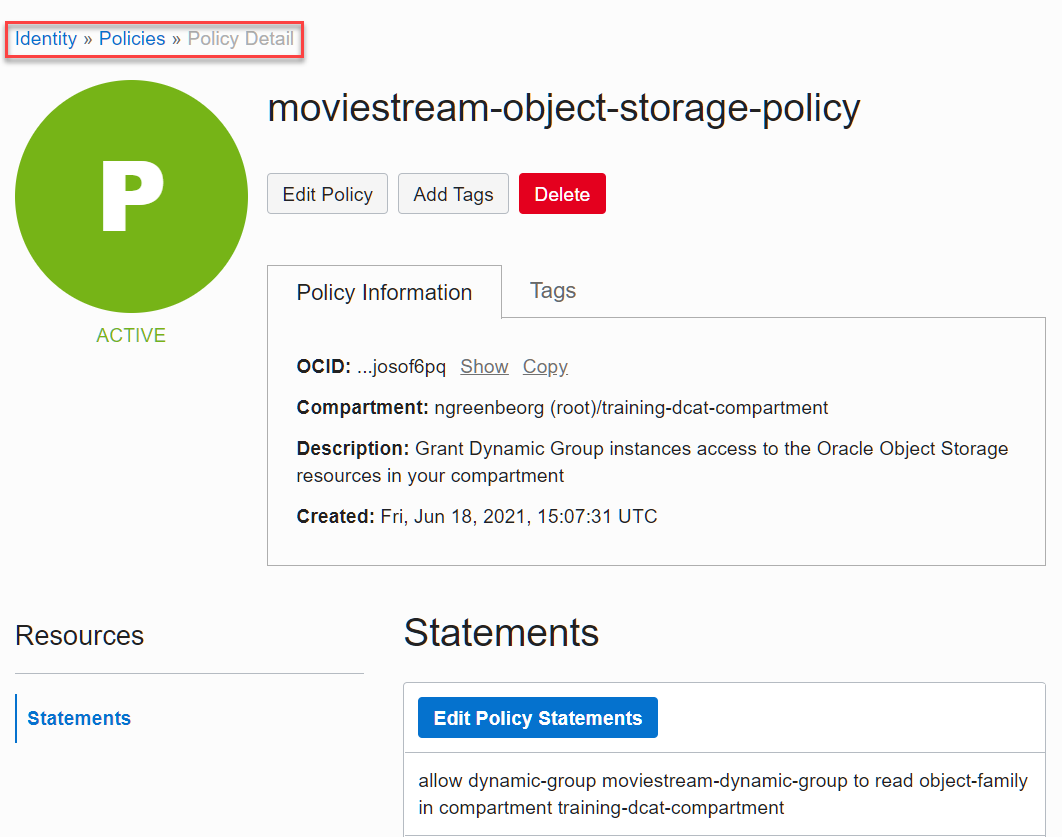 Identity » Policies » Policy Detail
P
ACTIVE
moviestream-object-storage-policy
Edit Policy
Add Tags
Delete
Policy Information
Tags
OCID: ...josof6pq Show Copy
Compartment: ngreenbeorg (root)/training-dcat-compartment
Description: Grant Dynamic Group instances access to the Oracle Object Storage
resources in your compartment
Created: Fri, Jun 18, 2021, 15:07:31 UTC
Resources
Statements
Statements
Edit Policy Statements
allow dynamic-group moviestream-dynamic-group to read object-family
in compartment training-dcat-compartment